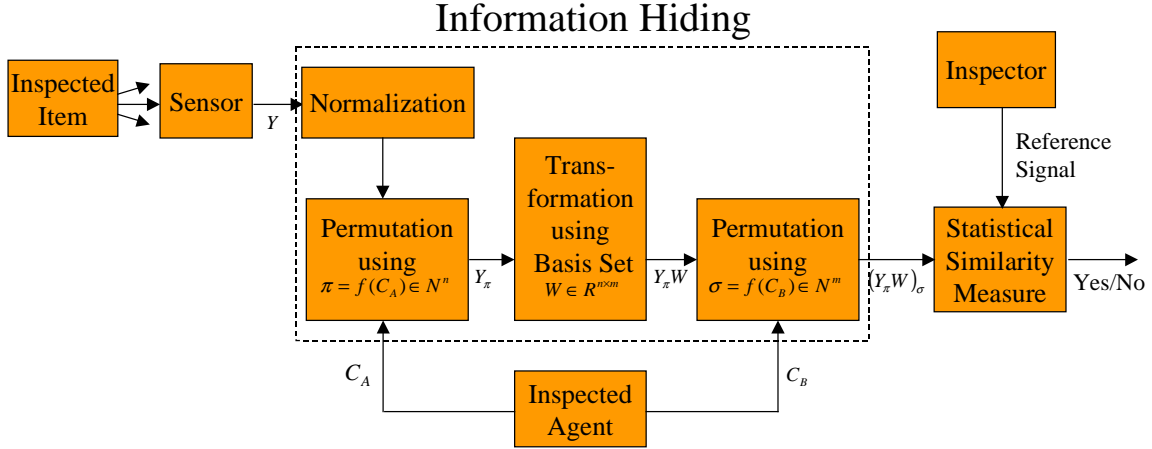 Information Hiding
Inspected
Item
Sensor
Y
Normalization
Permutation
using
π = f(C_A) ∈ N^n
Y_π
Trans-
formation
using
Basis Set
W ∈ R^{n×m}
Y_πW
Permutation
using
σ = f(C_B) ∈ N^m
(Y_πW)_σ
Inspector
Reference
Signal
Statistical
Similarity
Measure
Yes/No
C_A
Inspected
Agent
C_B